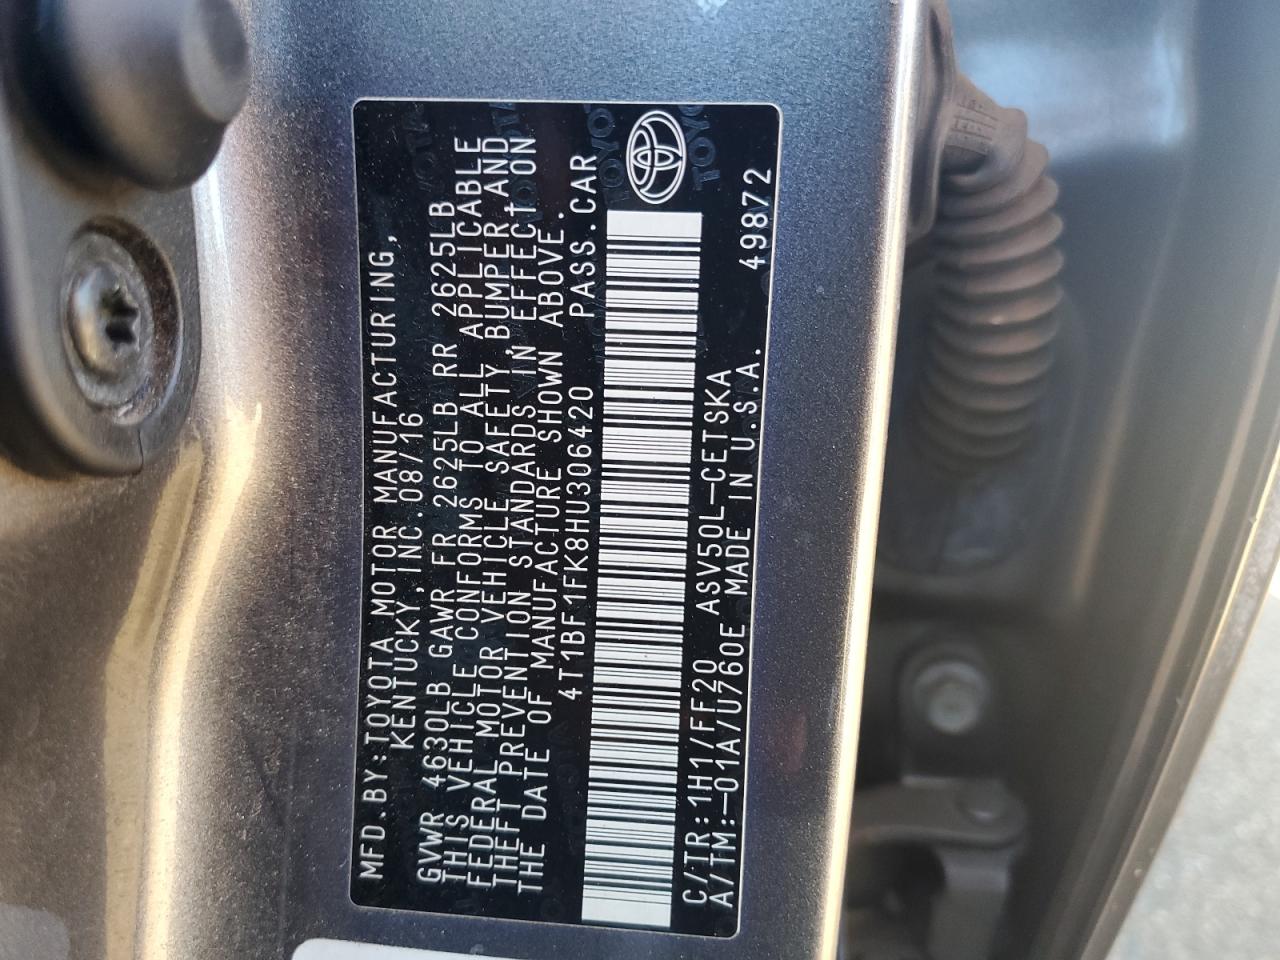 MFD.BY:TOYOTA MOTOR MANUFACTURING,
KENTUCKY,INC.08/16
GVWR 4630LB GAWR FR 2625LB RR 2625LB
THIS VEHICLE CONFORMS TO ALL APPLICABLE
FEDERAL MOTOR VEHICLE SAFETY,BUMPER,AND
THEFT PREVENTION STANDARDS IN EFFECT ON
THE DATE OF MANUFACTURE SHOWN ABOVE.
4T1BF1FK8HU306420 PASS.CAR
C/TR:1H1/FF20 ASV50L-CETSKA
A/TM:-01A/U760E MADE IN U.S.A. 49872